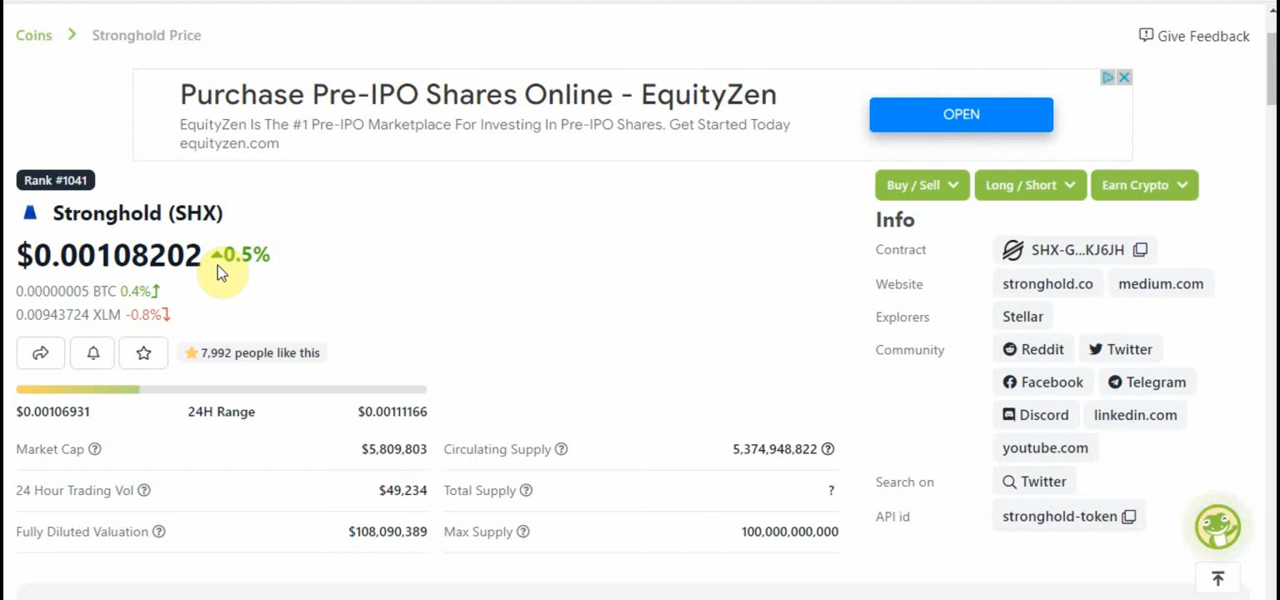 Coins > Stronghold Price
Give Feedback
Purchase Pre-IPO Shares Online - EquityZen
EquityZen Is The #1 Pre-IPO Marketplace For Investing In Pre-IPO Shares. Get Started Today
equityzen.com
OPEN
Rank #1041
Stronghold (SHX)
$0.00108202 0.5%
0.00000005 BTC 0.4%
0.00943724 XLM -0.8%
7,992 people like this
$0.00106931 24H Range $0.00111166
Market Cap $5,809,803
24 Hour Trading Vol $49,234
Fully Diluted Valuation $108,090,389
Circulating Supply 5,374,948,822
Total Supply ?
Max Supply 100,000,000,000
Buy / Sell Long / Short Earn Crypto
Info
Contract SHX-G...KJ6JH
Website stronghold.co medium.com
Explorers Stellar
Community Reddit Twitter
Facebook Telegram
Discord linkedin.com
youtube.com
Search on Twitter
API id stronghold-token